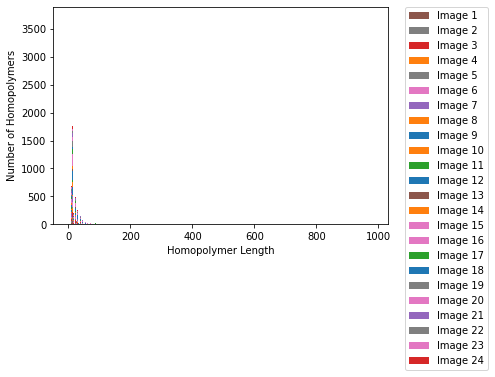 3500
3000
2500
2000
1500
1000
500
0
Number of Homopolymers
0 200 400 600 800 1000
Homopolymer Length
Image 1
Image 2
Image 3
Image 4
Image 5
Image 6
Image 7
Image 8
Image 9
Image 10
Image 11
Image 12
Image 13
Image 14
Image 15
Image 16
Image 17
Image 18
Image 19
Image 20
Image 21
Image 22
Image 23
Image 24